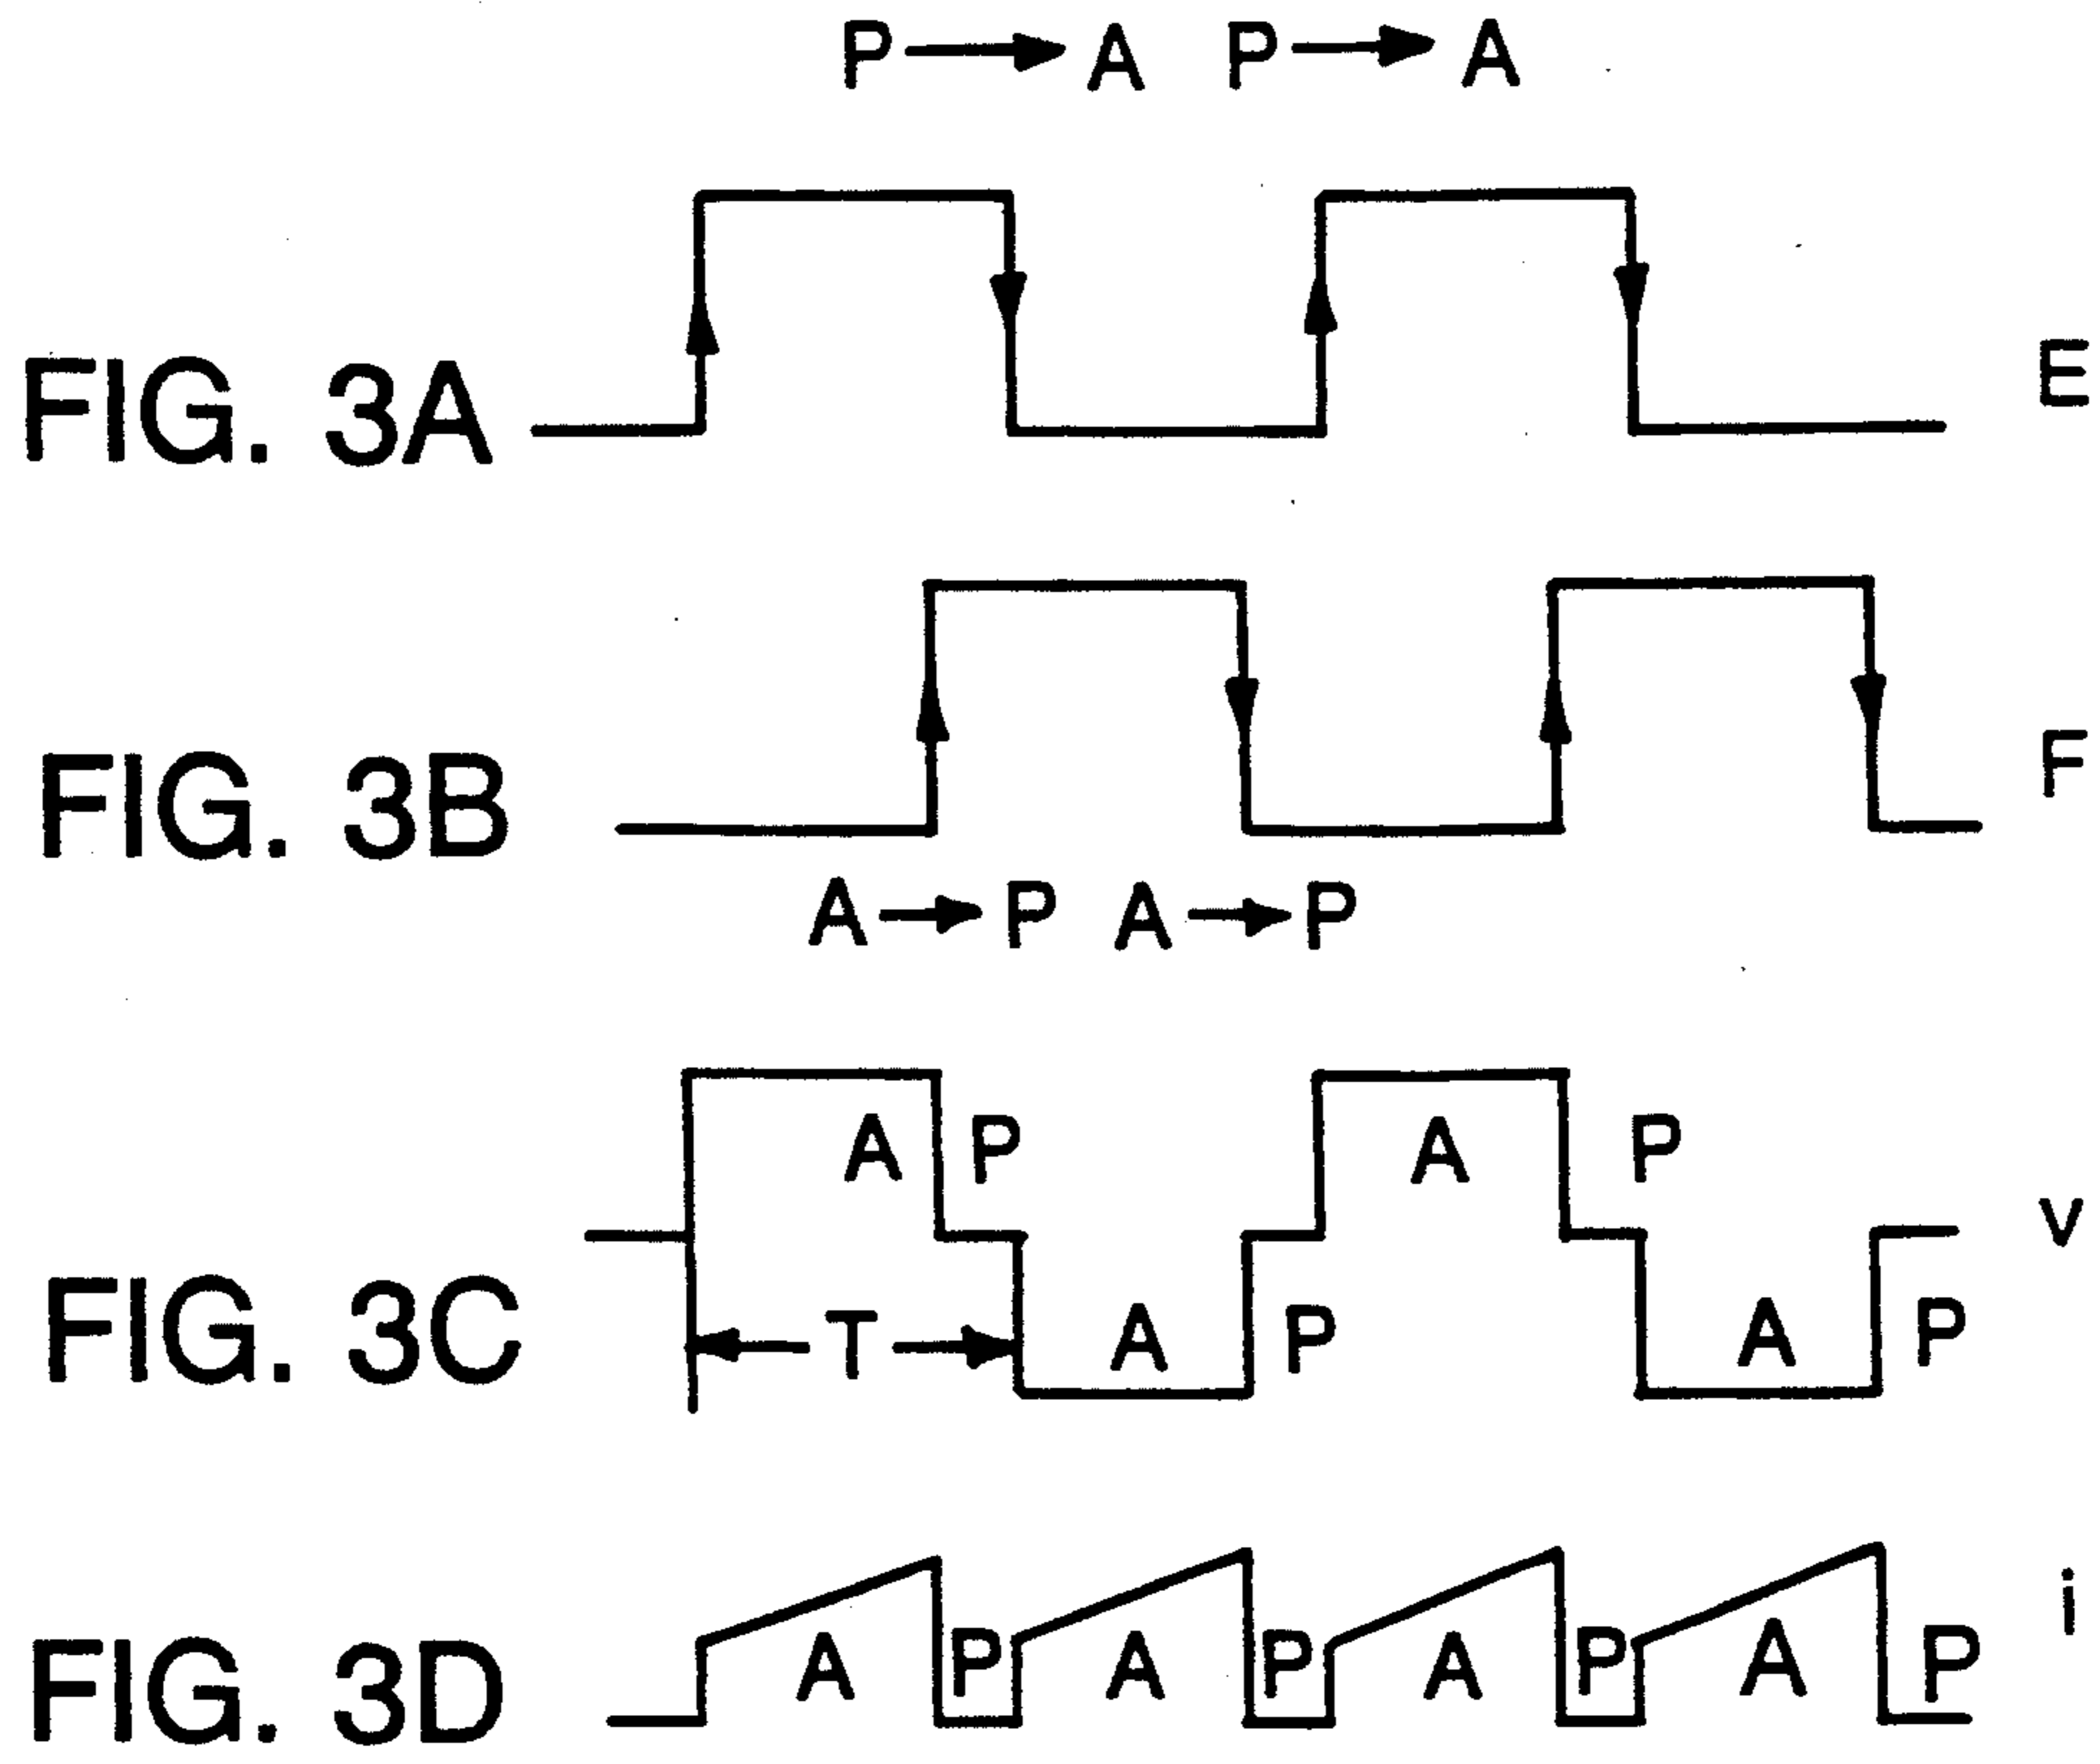 P → A P → A
FIG. 3A
E
FIG. 3B
F
A → P A → P
A P A P
V
FIG. 3C
T A P A P
i
FIG. 3D
A P A P A P A P